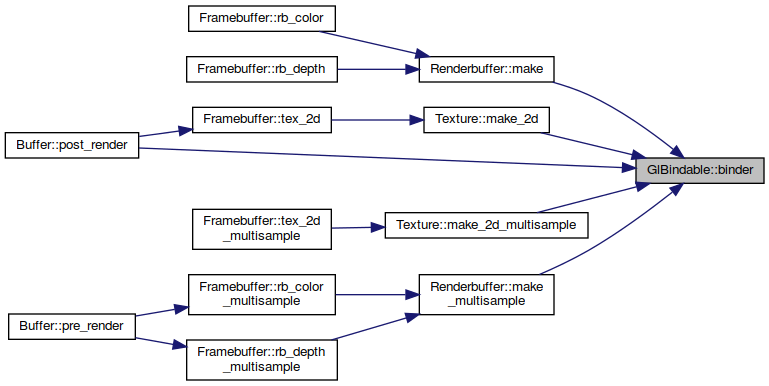 Framebuffer::rb_color
Framebuffer::rb_depth
Renderbuffer::make
Framebuffer::tex_2d
Texture::make_2d
Buffer::post_render
GlBindable::binder
Framebuffer::tex_2d
_multisample
Texture::make_2d_multisample
Framebuffer::rb_color
_multisample
Renderbuffer::make
_multisample
Buffer::pre_render
Framebuffer::rb_depth
_multisample